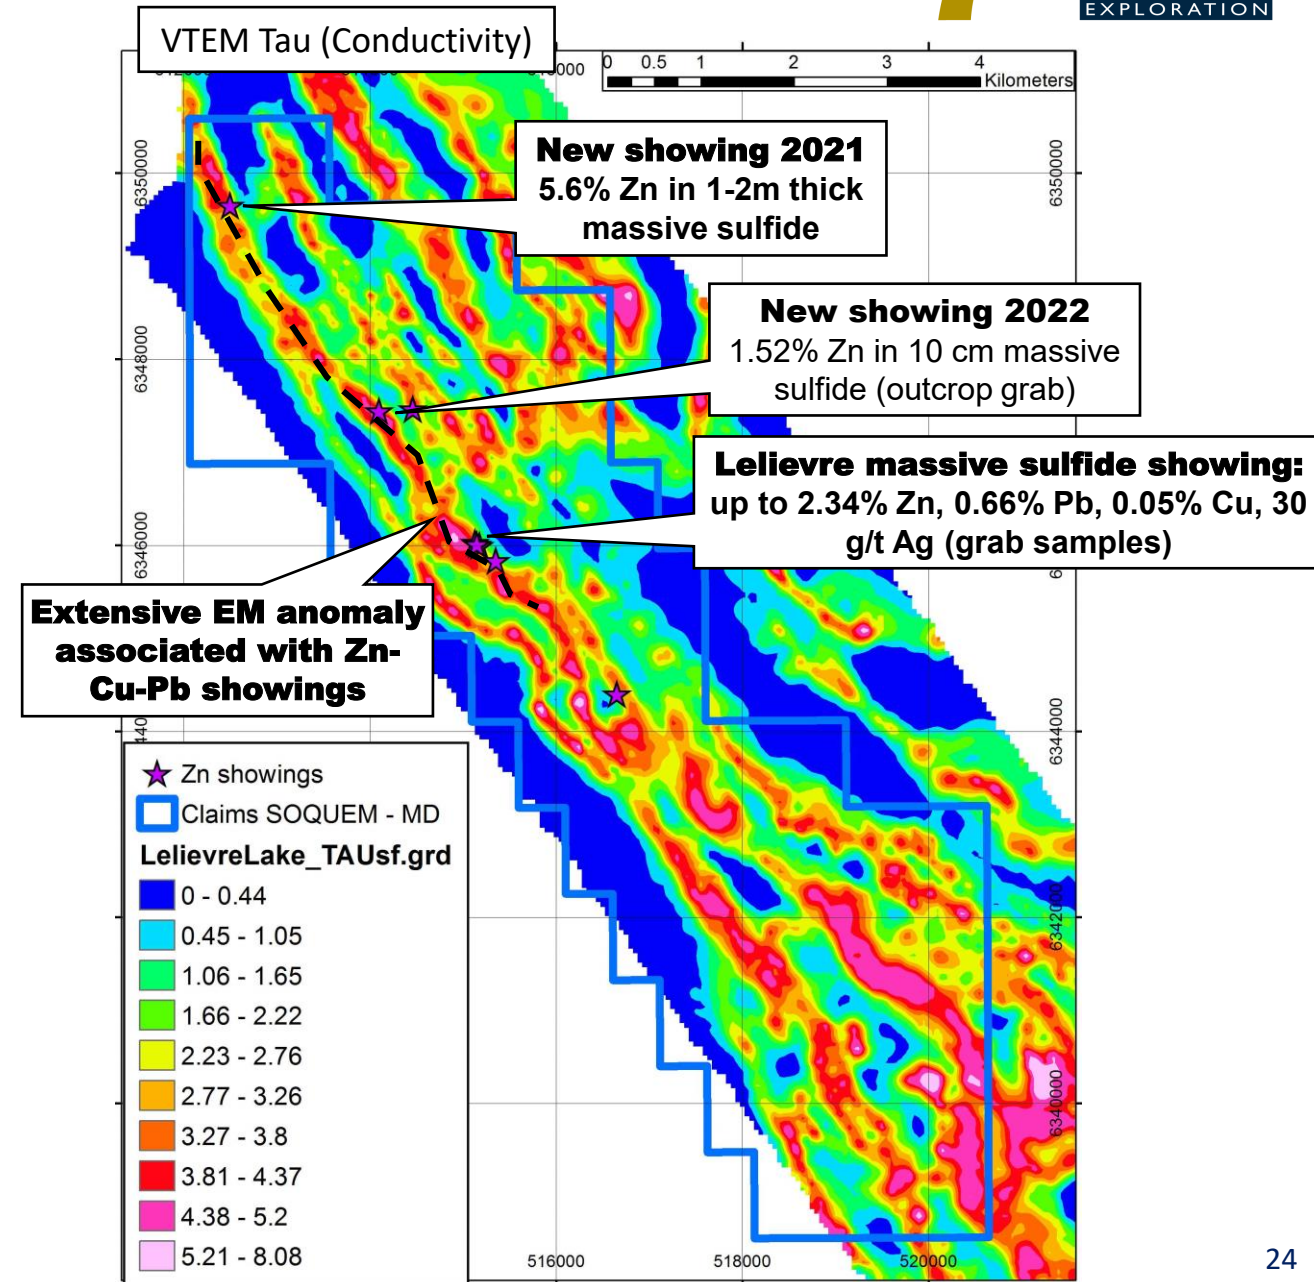 EXPLORATION
VTEM Tau (Conductivity)
0 0.5 1 2 3 4
Kilometers
New showing 2021
5.6% Zn in 1-2m thick
massive sulfide
6350000
6350000
New showing 2022
1.52% Zn in 10 cm massive
sulfide (outcrop grab)
6348000
Lelievre massive sulfide showing:
up to 2.34% Zn, 0.66% Pb, 0.05% Cu, 30
g/t Ag (grab samples)
6346000
Extensive EM anomaly
associated with Zn-
Cu-Pb showings
6344000
Zn showings
Claims SOQUEM - MD
LelievreLake_TAUsf.grd
0 - 0.44
0.45 - 1.05
1.06 - 1.65
1.66 - 2.22
2.23 - 2.76
2.77 - 3.26
3.27 - 3.8
3.81 - 4.37
4.38 - 5.2
5.21 - 8.08
6342000
6340000
516000
518000
520000
24